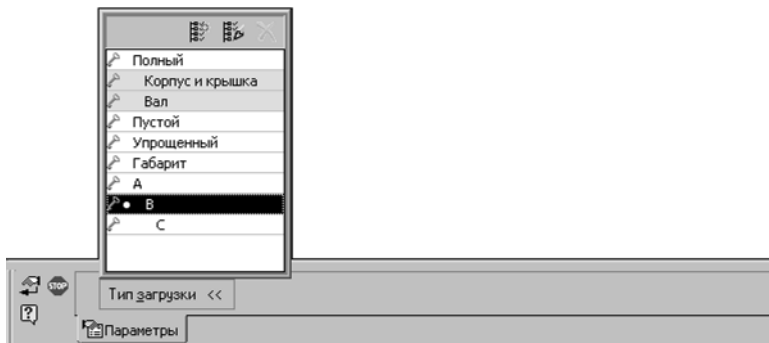 Полный
Корпус и крышка
Вал
Пустой
Упрощенный
Габарит
A
B
C
Тип загрузки <<
STOP
Параметры